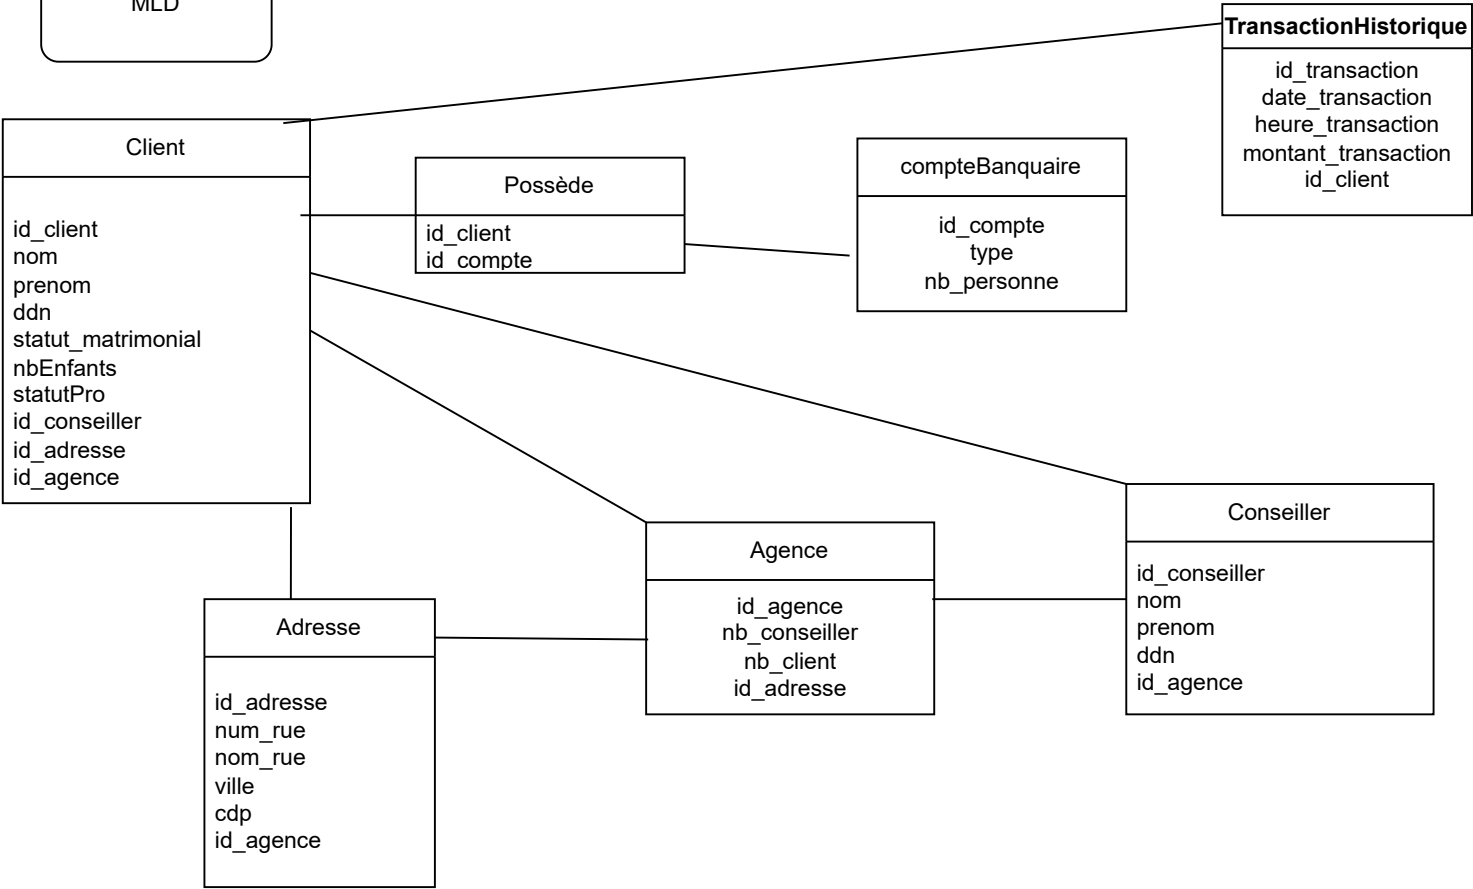 MLD
TransactionHistorique
id_transaction
date_transaction
heure_transaction
montant_transaction
id_client
Client
id_client
nom
prenom
ddn
statut_matrimonial
nbEnfants
statutPro
id_conseiller
id_adresse
id_agence
Possède
id_client
id_compte
compteBanquaire
id_compte
type
nb_personne
Adresse
id_adresse
num_rue
nom_rue
ville
cdp
id_agence
Agence
id_agence
nb_conseiller
nb_client
id_adresse
Conseiller
id_conseiller
nom
prenom
ddn
id_agence